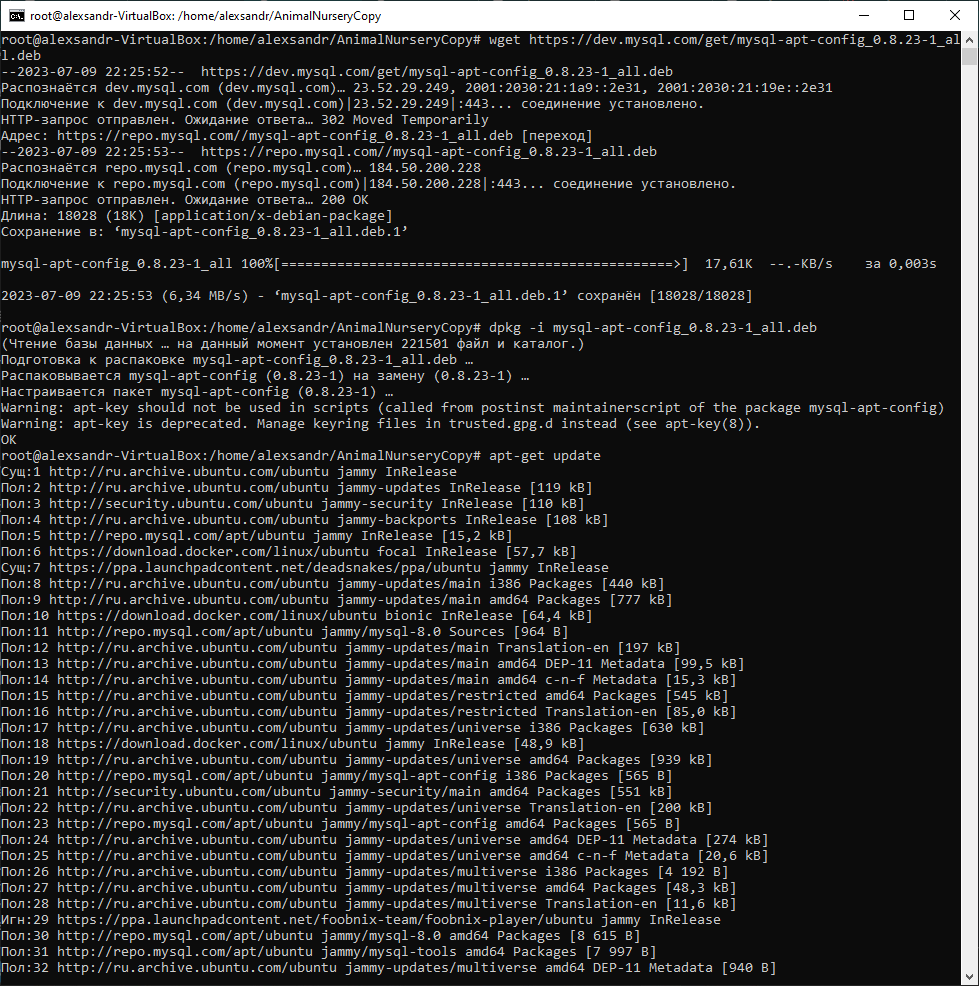 root@alexsandr-VirtualBox: /home/alexsandr/AnimalNurseryCopy
root@alexsandr-VirtualBox:/home/alexsandr/AnimalNurseryCopy# wget https://dev.mysql.com/get/mysql-apt-config_0.8.23-1_al
l.deb
--2023-07-09 22:25:52--  https://dev.mysql.com/get/mysql-apt-config_0.8.23-1_all.deb
Распознаётся dev.mysql.com (dev.mysql.com)… 23.52.29.249, 2001:2030:21:1a9::2e31, 2001:2030:21:19e::2e31
Подключение к dev.mysql.com (dev.mysql.com)|23.52.29.249|:443... соединение установлено.
HTTP-запрос отправлен. Ожидание ответа… 302 Moved Temporarily
Адрес: https://repo.mysql.com//mysql-apt-config_0.8.23-1_all.deb [переход]
--2023-07-09 22:25:53--  https://repo.mysql.com//mysql-apt-config_0.8.23-1_all.deb
Распознаётся repo.mysql.com (repo.mysql.com)… 184.50.200.228
Подключение к repo.mysql.com (repo.mysql.com)|184.50.200.228|:443... соединение установлено.
HTTP-запрос отправлен. Ожидание ответа… 200 OK
Длина: 18028 (18K) [application/x-debian-package]
Сохранение в: ‘mysql-apt-config_0.8.23-1_all.deb.1’
mysql-apt-config_0.8.23-1_all 100%[=================================================>]  17,61K  --.-KB/s    за 0,003s
2023-07-09 22:25:53 (6,34 MB/s) - ‘mysql-apt-config_0.8.23-1_all.deb.1’ сохранён [18028/18028]
root@alexsandr-VirtualBox:/home/alexsandr/AnimalNurseryCopy# dpkg -i mysql-apt-config_0.8.23-1_all.deb
(Чтение базы данных … на данный момент установлен 221501 файл и каталог.)
Подготовка к распаковке mysql-apt-config_0.8.23-1_all.deb …
Распаковывается mysql-apt-config (0.8.23-1) на замену (0.8.23-1) …
Настраивается пакет mysql-apt-config (0.8.23-1) …
Warning: apt-key should not be used in scripts (called from postinst maintainerscript of the package mysql-apt-config)
Warning: apt-key is deprecated. Manage keyring files in trusted.gpg.d instead (see apt-key(8)).
OK
root@alexsandr-VirtualBox:/home/alexsandr/AnimalNurseryCopy# apt-get update
Сущ:1 http://ru.archive.ubuntu.com/ubuntu jammy InRelease
Пол:2 http://ru.archive.ubuntu.com/ubuntu jammy-updates InRelease [119 kB]
Пол:3 http://security.ubuntu.com/ubuntu jammy-security InRelease [110 kB]
Пол:4 http://ru.archive.ubuntu.com/ubuntu jammy-backports InRelease [108 kB]
Пол:5 http://repo.mysql.com/apt/ubuntu jammy InRelease [15,2 kB]
Пол:6 https://download.docker.com/linux/ubuntu focal InRelease [57,7 kB]
Сущ:7 https://ppa.launchpadcontent.net/deadsnakes/ppa/ubuntu jammy InRelease
Пол:8 http://ru.archive.ubuntu.com/ubuntu jammy-updates/main i386 Packages [440 kB]
Пол:9 http://ru.archive.ubuntu.com/ubuntu jammy-updates/main amd64 Packages [777 kB]
Пол:10 https://download.docker.com/linux/ubuntu bionic InRelease [64,4 kB]
Пол:11 http://repo.mysql.com/apt/ubuntu jammy/mysql-8.0 Sources [964 B]
Пол:12 http://ru.archive.ubuntu.com/ubuntu jammy-updates/main Translation-en [197 kB]
Пол:13 http://ru.archive.ubuntu.com/ubuntu jammy-updates/main amd64 DEP-11 Metadata [99,5 kB]
Пол:14 http://ru.archive.ubuntu.com/ubuntu jammy-updates/main amd64 c-n-f Metadata [15,3 kB]
Пол:15 http://ru.archive.ubuntu.com/ubuntu jammy-updates/restricted amd64 Packages [545 kB]
Пол:16 http://ru.archive.ubuntu.com/ubuntu jammy-updates/restricted Translation-en [85,0 kB]
Пол:17 http://ru.archive.ubuntu.com/ubuntu jammy-updates/universe i386 Packages [630 kB]
Пол:18 https://download.docker.com/linux/ubuntu jammy InRelease [48,9 kB]
Пол:19 http://ru.archive.ubuntu.com/ubuntu jammy-updates/universe amd64 Packages [939 kB]
Пол:20 http://repo.mysql.com/apt/ubuntu jammy/mysql-apt-config i386 Packages [565 B]
Пол:21 http://security.ubuntu.com/ubuntu jammy-security/main amd64 Packages [551 kB]
Пол:22 http://ru.archive.ubuntu.com/ubuntu jammy-updates/universe Translation-en [200 kB]
Пол:23 http://repo.mysql.com/apt/ubuntu jammy/mysql-apt-config amd64 Packages [565 B]
Пол:24 http://ru.archive.ubuntu.com/ubuntu jammy-updates/universe amd64 DEP-11 Metadata [274 kB]
Пол:25 http://ru.archive.ubuntu.com/ubuntu jammy-updates/universe amd64 c-n-f Metadata [20,6 kB]
Пол:26 http://ru.archive.ubuntu.com/ubuntu jammy-updates/multiverse i386 Packages [4 192 B]
Пол:27 http://ru.archive.ubuntu.com/ubuntu jammy-updates/multiverse amd64 Packages [48,3 kB]
Пол:28 http://ru.archive.ubuntu.com/ubuntu jammy-updates/multiverse Translation-en [11,6 kB]
Игн:29 https://ppa.launchpadcontent.net/foobnix-team/foobnix-player/ubuntu jammy InRelease
Пол:30 http://repo.mysql.com/apt/ubuntu jammy/mysql-8.0 amd64 Packages [8 615 B]
Пол:31 http://repo.mysql.com/apt/ubuntu jammy/mysql-tools amd64 Packages [7 997 B]
Пол:32 http://ru.archive.ubuntu.com/ubuntu jammy-updates/multiverse amd64 DEP-11 Metadata [940 B]